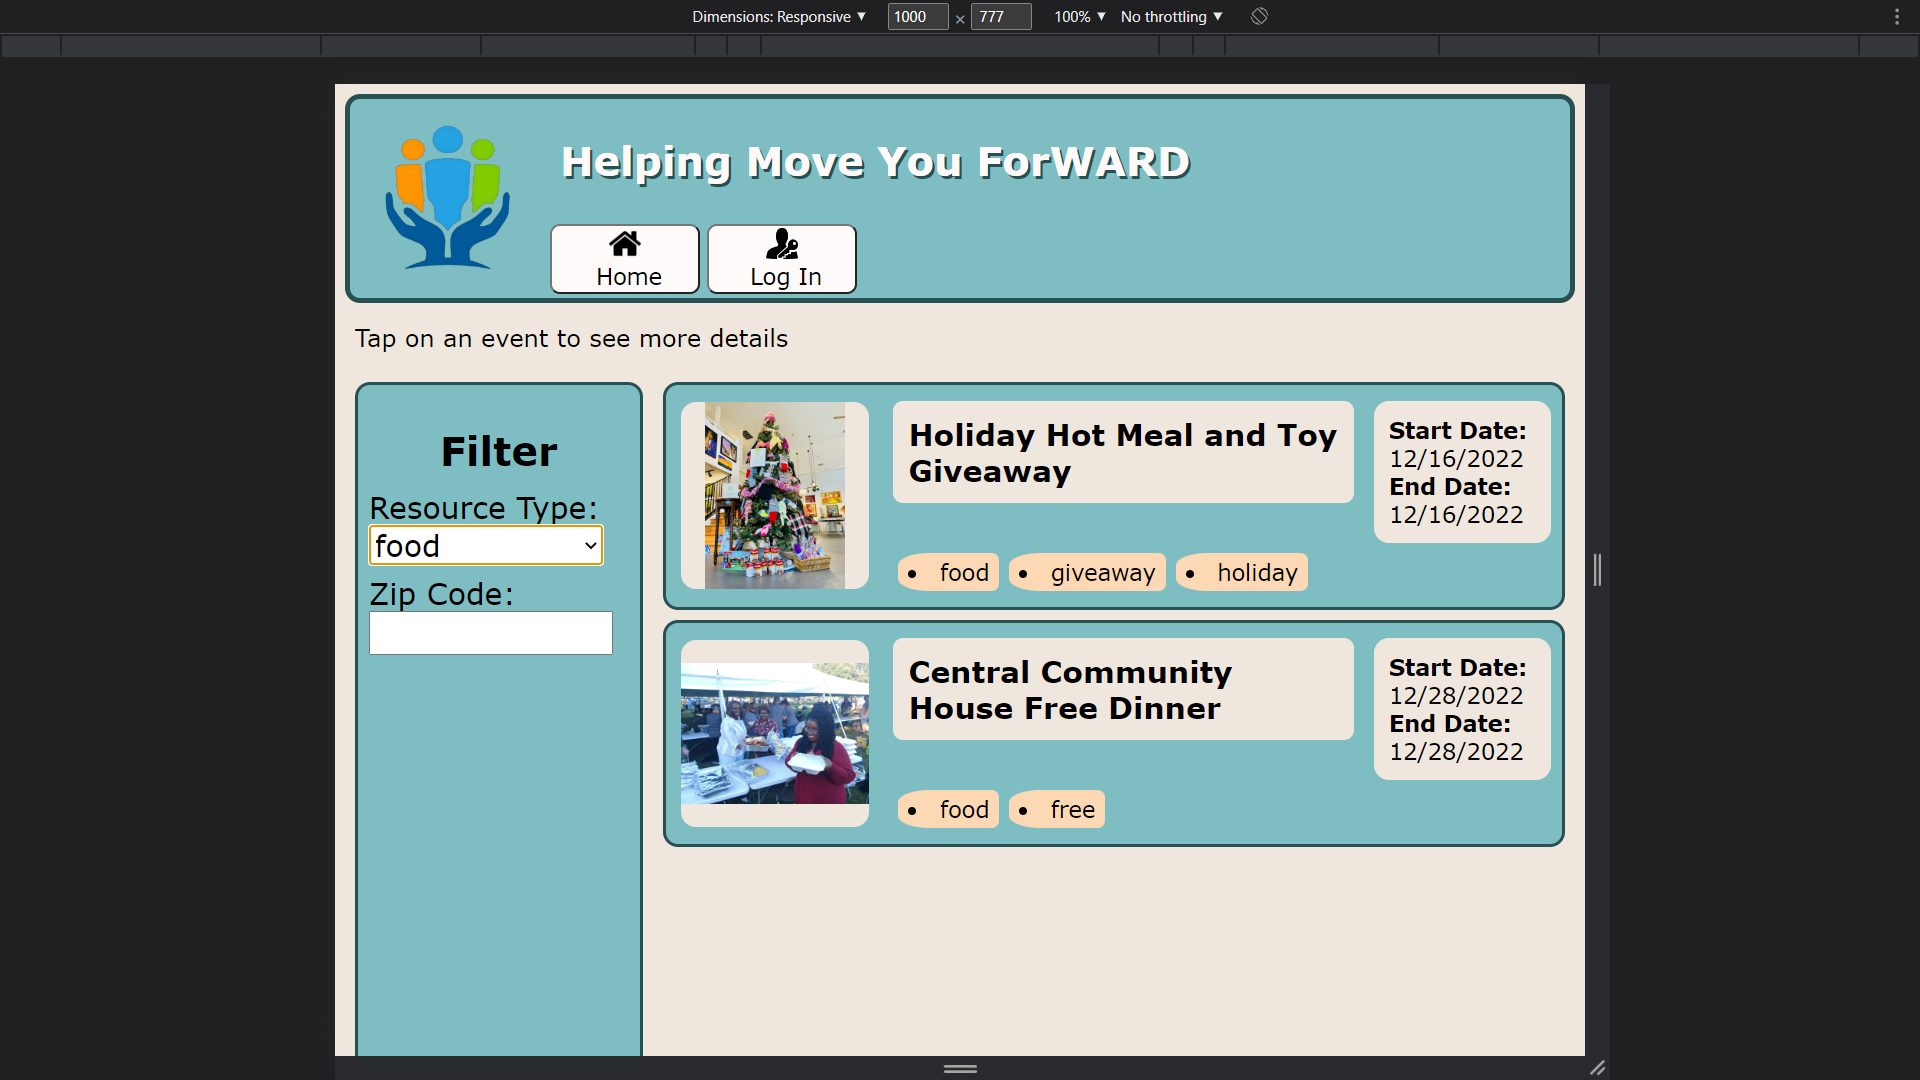 Dimensions: Responsive ▼ 1000 × 777 100% ▼ No throttling ▼
Helping Move You ForWARD
Home Log In
Tap on an event to see more details
Filter
Resource Type:
food
Zip Code:
Holiday Hot Meal and Toy
Giveaway
Start Date:
12/16/2022
End Date:
12/16/2022
• food • giveaway • holiday
Central Community
House Free Dinner
Start Date:
12/28/2022
End Date:
12/28/2022
• food • free